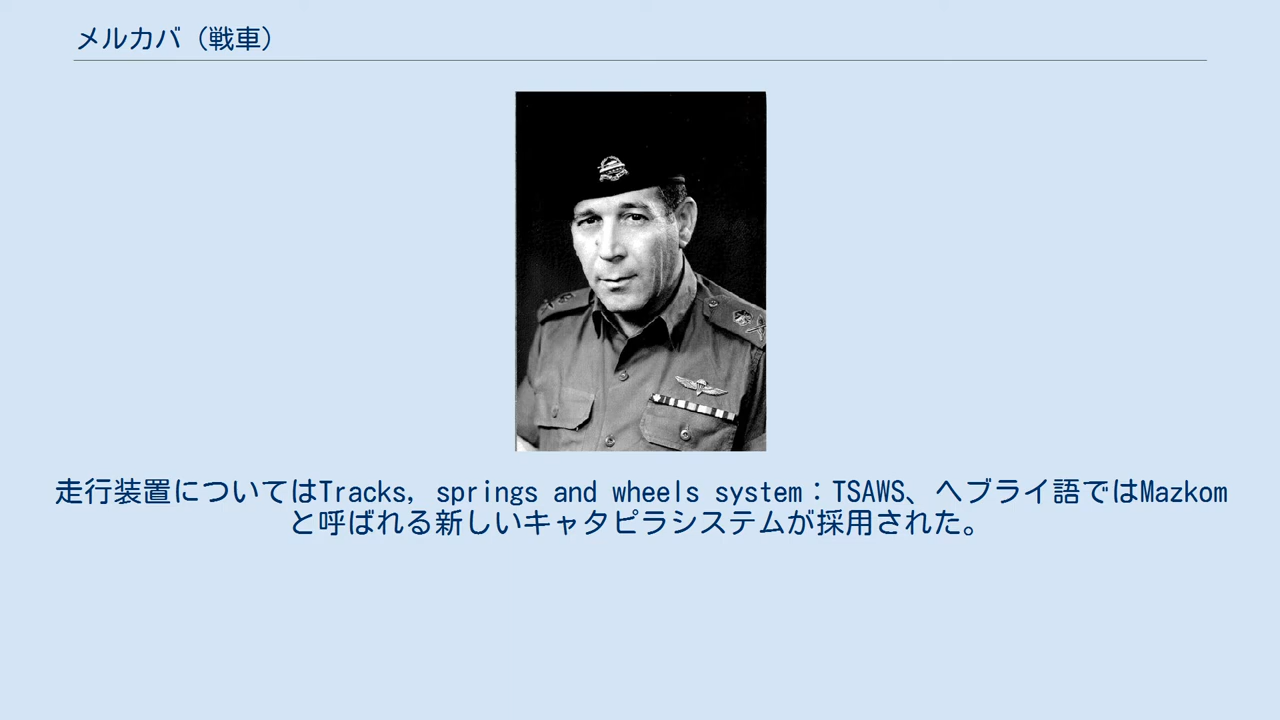 メルカバ（戦車）
走行装置についてはTracks, springs and wheels system：TSAWS、ヘブライ語ではMazkom
と呼ばれる新しいキャタピラシステムが採用された。